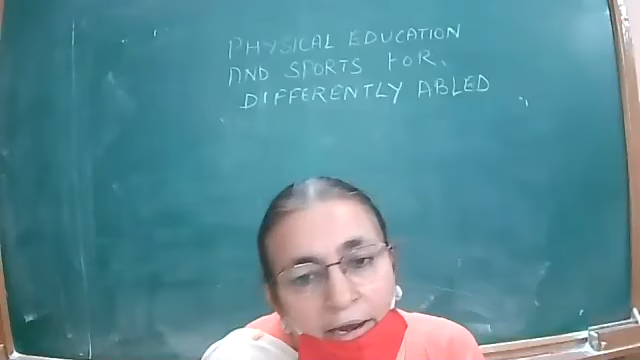 PHYSICAL EDUCATION
AND SPORTS FOR
DIFFERENTLY ABLED